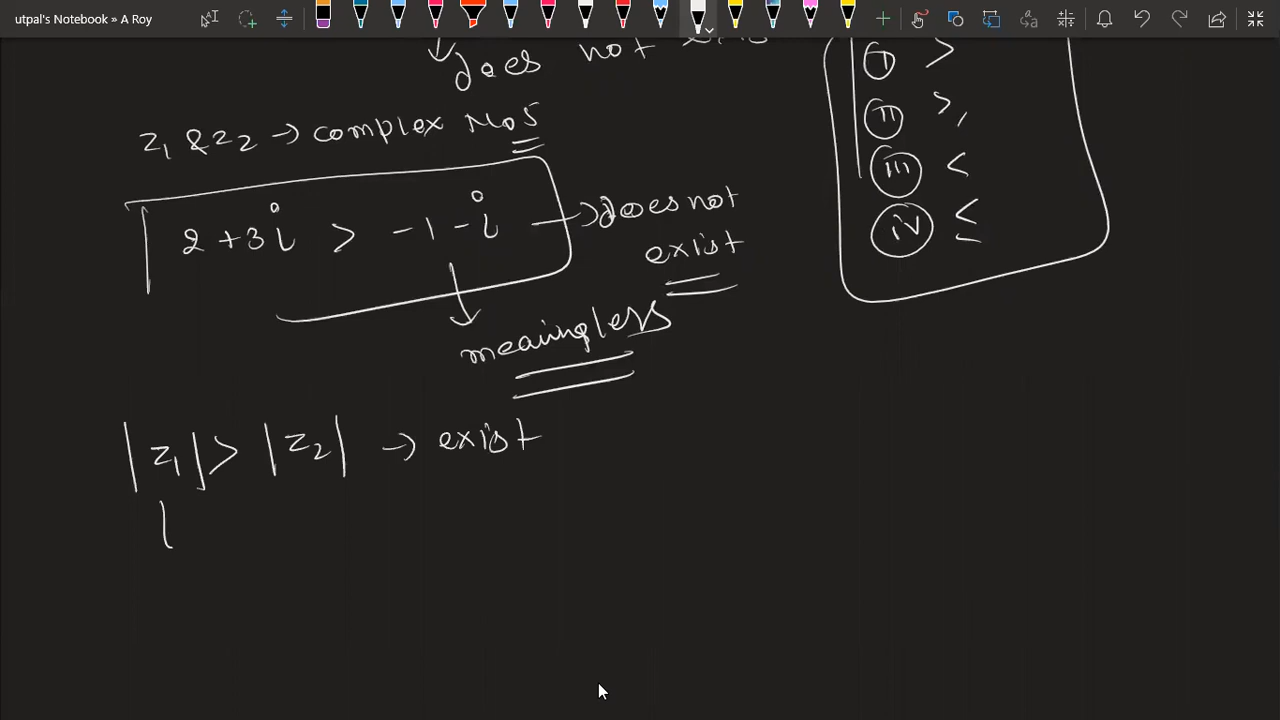 utpal's Notebook » A Roy
does not
z₁ & z₂ → complex Nos
2 + 3i > -1 - i → does not
exist
meaningless
|z₁| > |z₂| → exist
|
I >
II ≥
III <
IV ≤